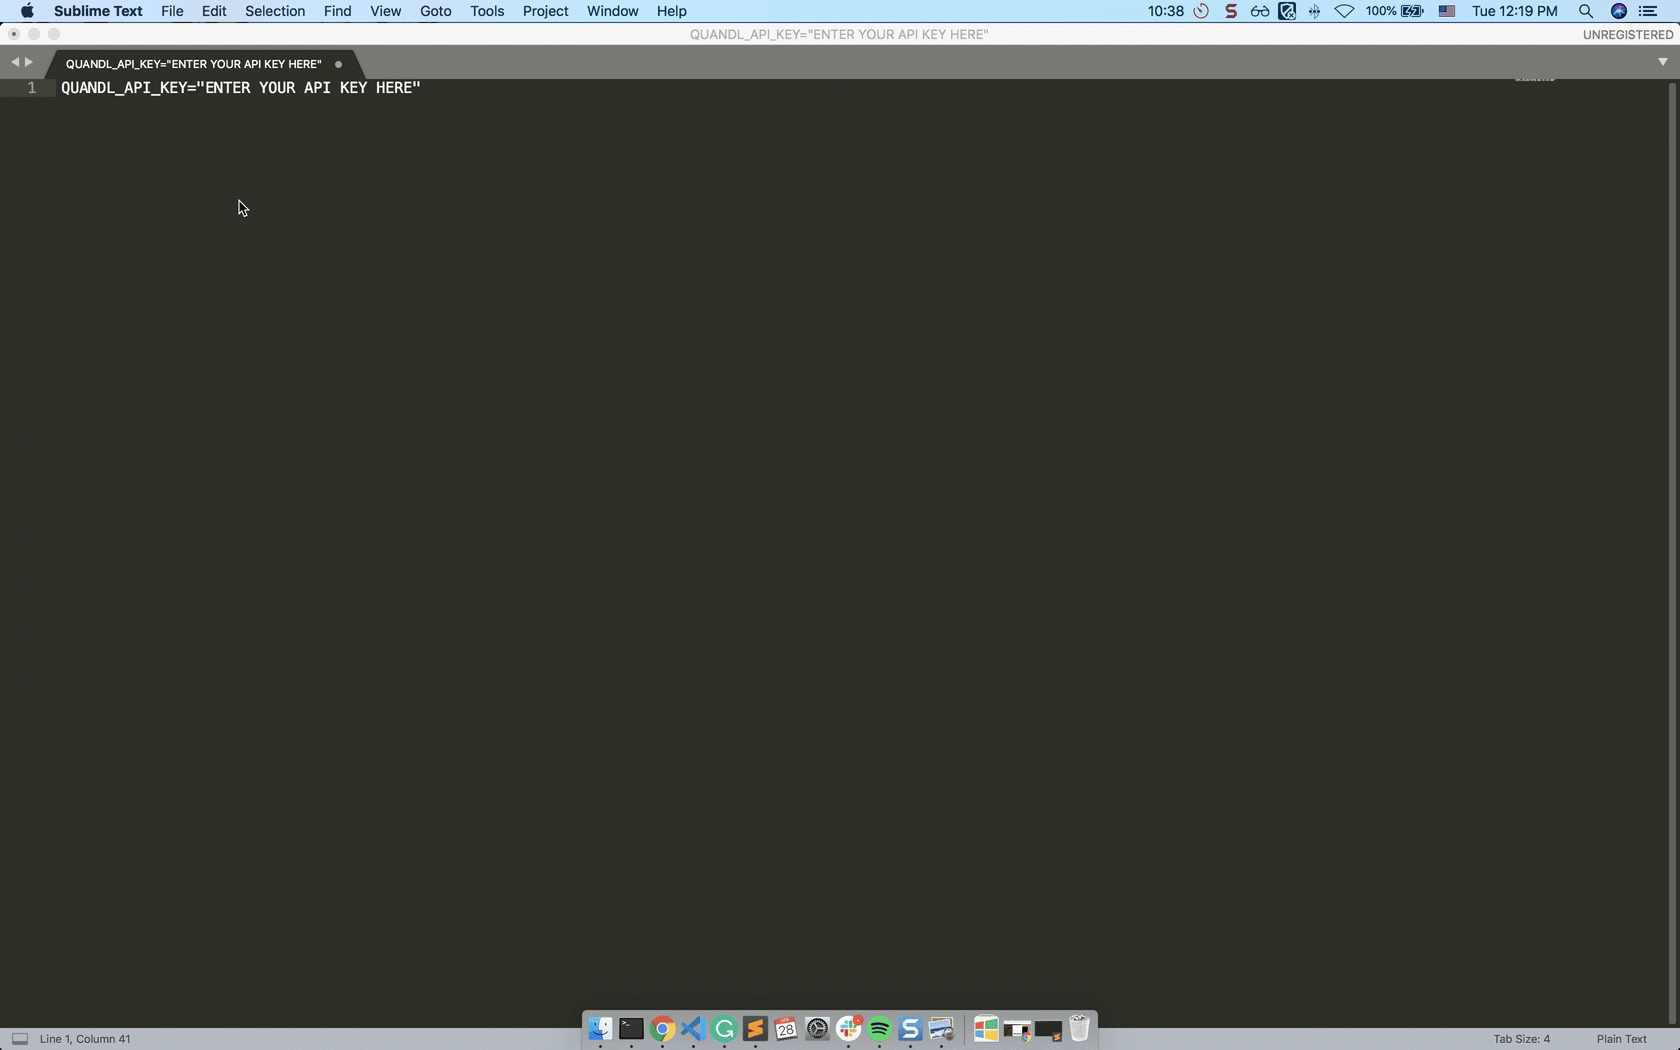 Sublime Text File Edit Selection Find View Goto Tools Project Window Help 10:38 100% Tue 12:19 PM
QUANDL_API_KEY="ENTER YOUR API KEY HERE" UNREGISTERED
QUANDL_API_KEY="ENTER YOUR API KEY HERE"
1 QUANDL_API_KEY="ENTER YOUR API KEY HERE"
28
Line 1, Column 41 Tab Size: 4 Plain Text